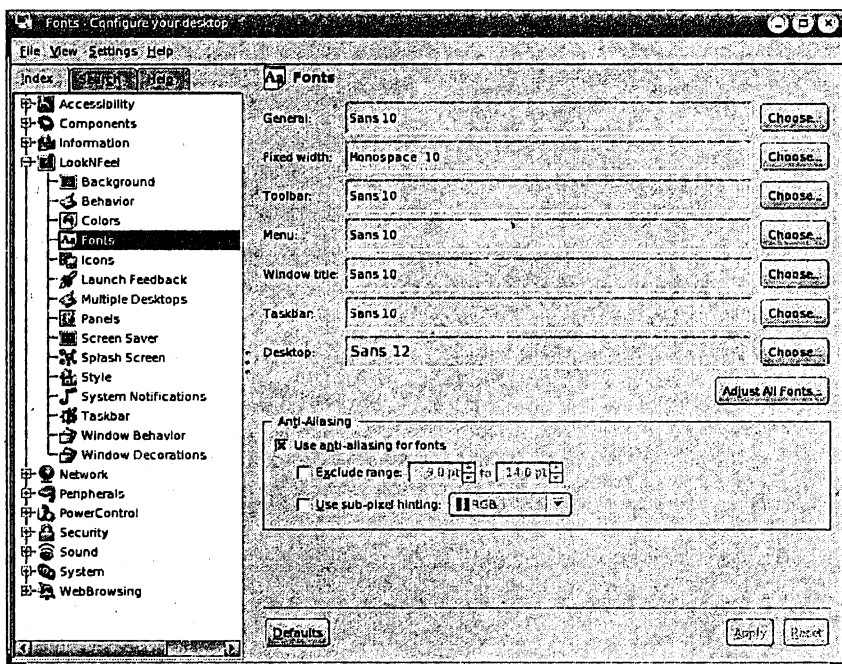 Fonts - Configure your desktop
File View Settings Help
Index Search Help
Accessibility
Components
Information
LookNFeel
Background
Behavior
Colors
Fonts
Icons
Launch Feedback
Multiple Desktops
Panels
Screen Saver
Splash Screen
Style
System Notifications
Taskbar
Window Behavior
Window Decorations
Network
Peripherals
PowerControl
Security
Sound
System
WebBrowsing
Aa Fonts
General: Sans 10 Choose...
Fixed width: Monospace 10 Choose...
Toolbar: Sans 10 Choose...
Menu: Sans 10 Choose...
Window title: Sans 10 Choose...
Taskbar: Sans 10 Choose...
Desktop: Sans 12 Choose...
Adjust All Fonts...
Anti-Aliasing
Use anti-aliasing for fonts
Exclude range: 9.0 pt to 14.0 pt
Use sub-pixel hinting: RGB
Defaults Apply Reset